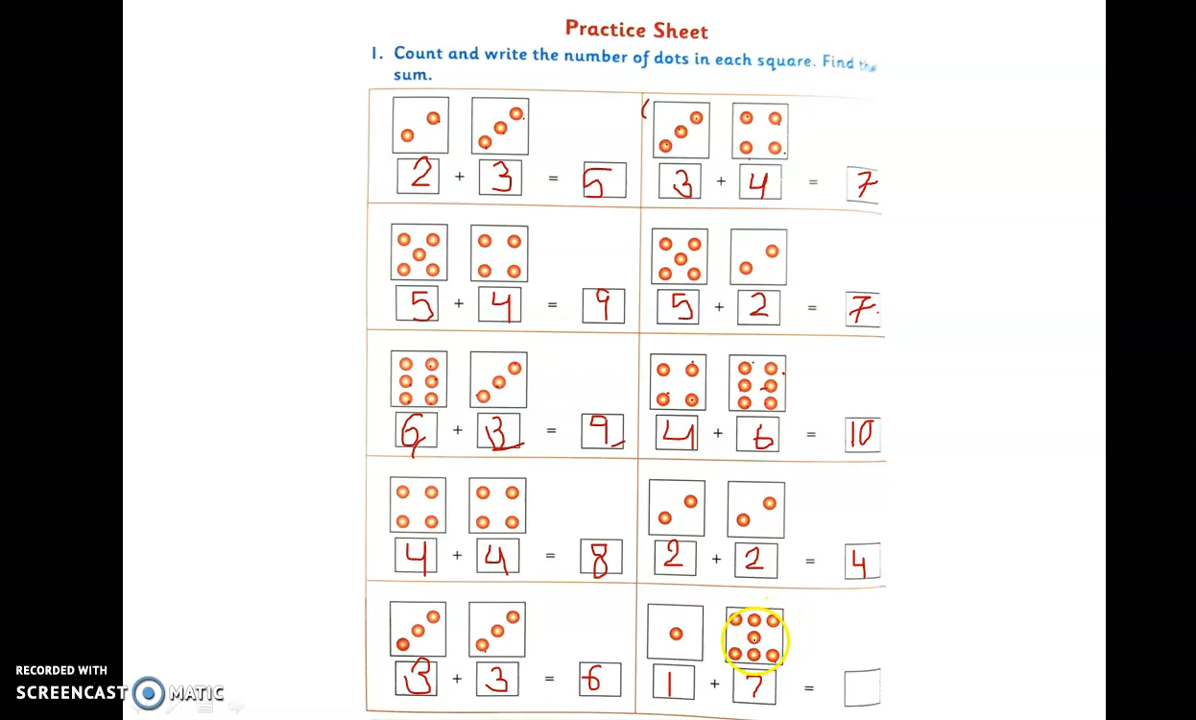 Practice Sheet
1. Count and write the number of dots in each square. Find the
sum.
2 + 3 = 5
3 + 4 = 7
5 + 4 = 9
5 + 2 = 7
6 + 3 = 9
4 + 6 = 10
4 + 4 = 8
2 + 2 = 4
3 + 3 = 6
1 + 7 =
RECORDED WITH
SCREENCAST MATIC